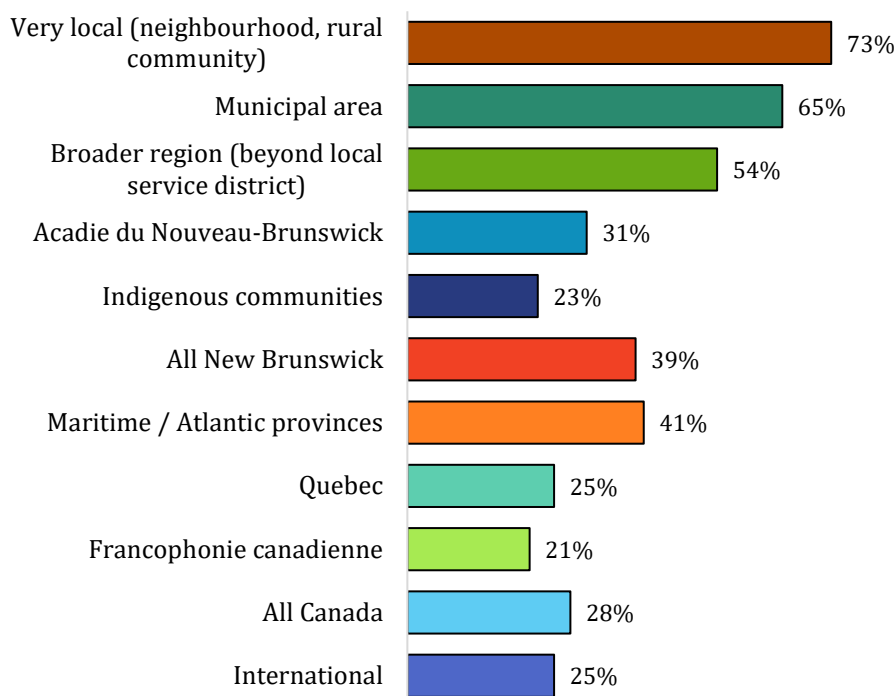 Very local (neighbourhood, rural
community)
73%
Municipal area
65%
Broader region (beyond local
service district)
54%
Acadie du Nouveau-Brunswick
31%
Indigenous communities
23%
All New Brunswick
39%
Maritime / Atlantic provinces
41%
Quebec
25%
Francophonie canadienne
21%
All Canada
28%
International
25%